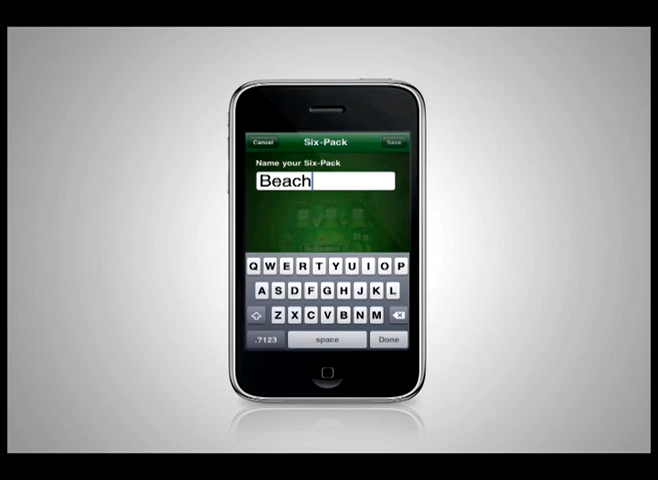 Cancel Six-Pack Save
Name your Six-Pack
Beach
Q W E R T Y U I O P
A S D F G H J K L
Z X C V B N M
.?123 space Done